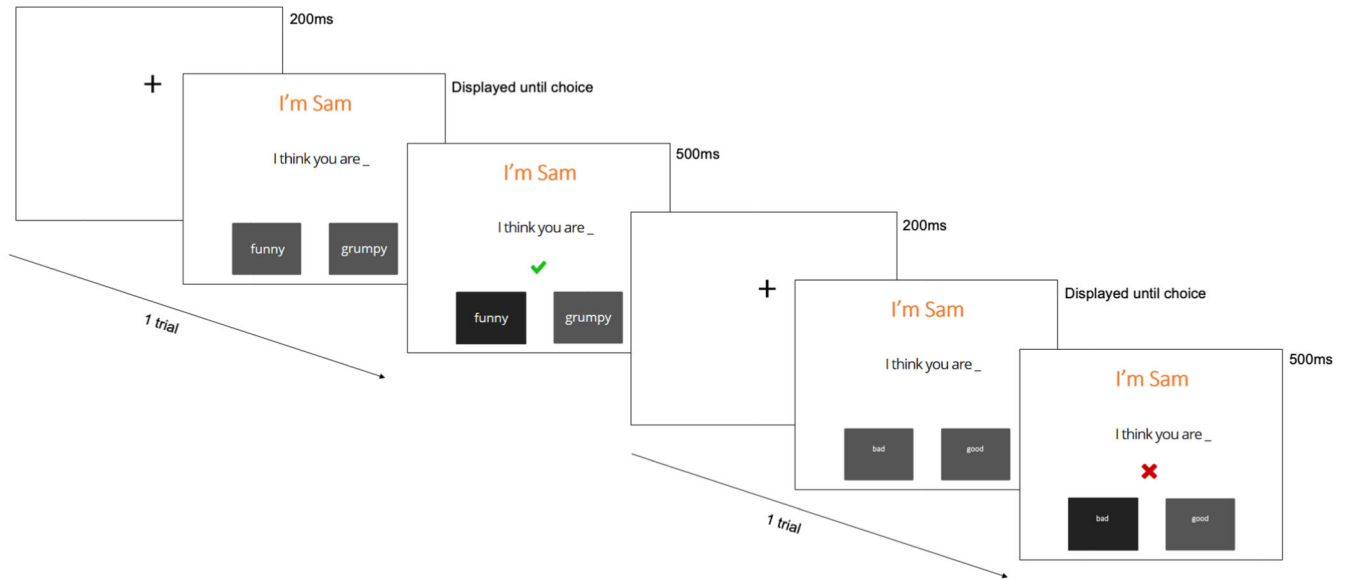 200ms
+
Displayed until choice
I'm Sam
I think you are _
funny grumpy
500ms
I'm Sam
I think you are _
funny grumpy
1 trial
200ms
+
Displayed until choice
I'm Sam
I think you are _
bad good
500ms
I'm Sam
I think you are _
bad good
1 trial